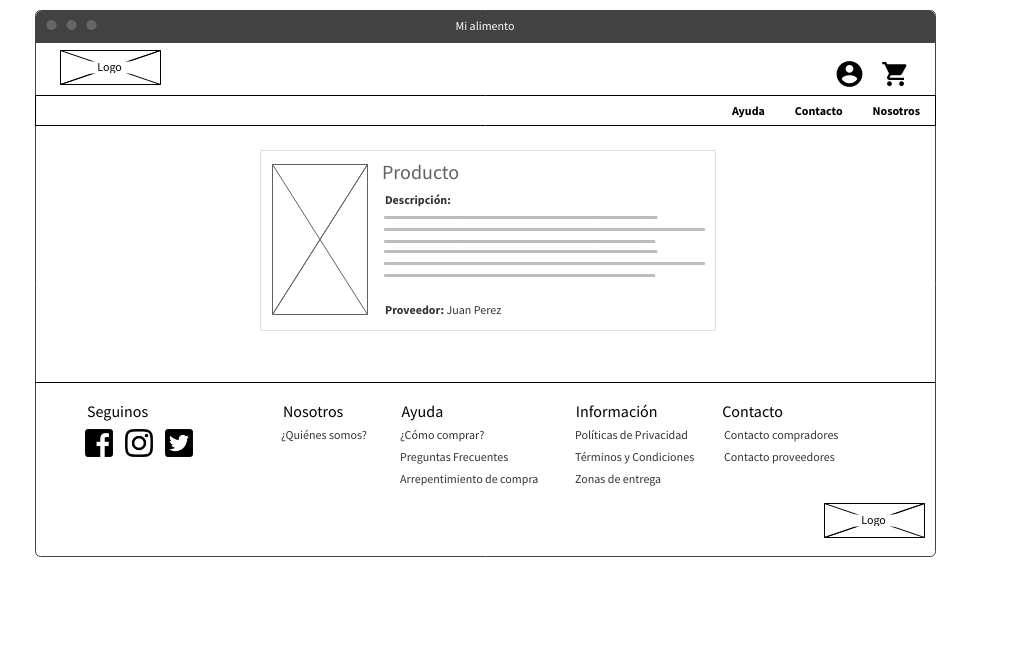 Mi alimento
Logo
Ayuda Contacto Nosotros
Producto
Descripción:
Proveedor: Juan Perez
Seguinos
Nosotros
¿Quiénes somos?
Ayuda
¿Cómo comprar?
Preguntas Frecuentes
Arrepentimiento de compra
Información
Políticas de Privacidad
Términos y Condiciones
Zonas de entrega
Contacto
Contacto compradores
Contacto proveedores
Logo